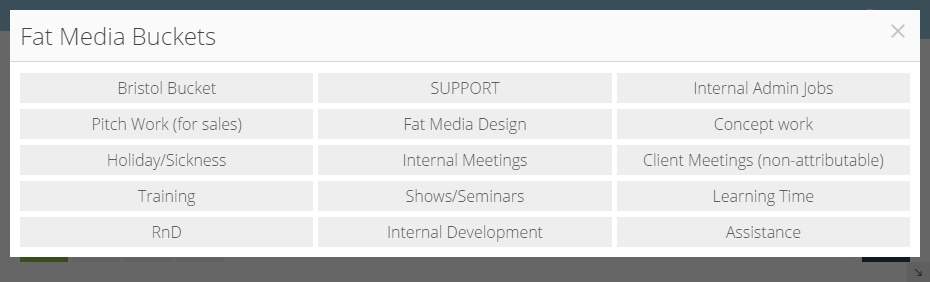 Fat Media Buckets
Bristol Bucket
SUPPORT
Internal Admin Jobs
Pitch Work (for sales)
Fat Media Design
Concept work
Holiday/Sickness
Internal Meetings
Client Meetings (non-attributable)
Training
Shows/Seminars
Learning Time
RnD
Internal Development
Assistance